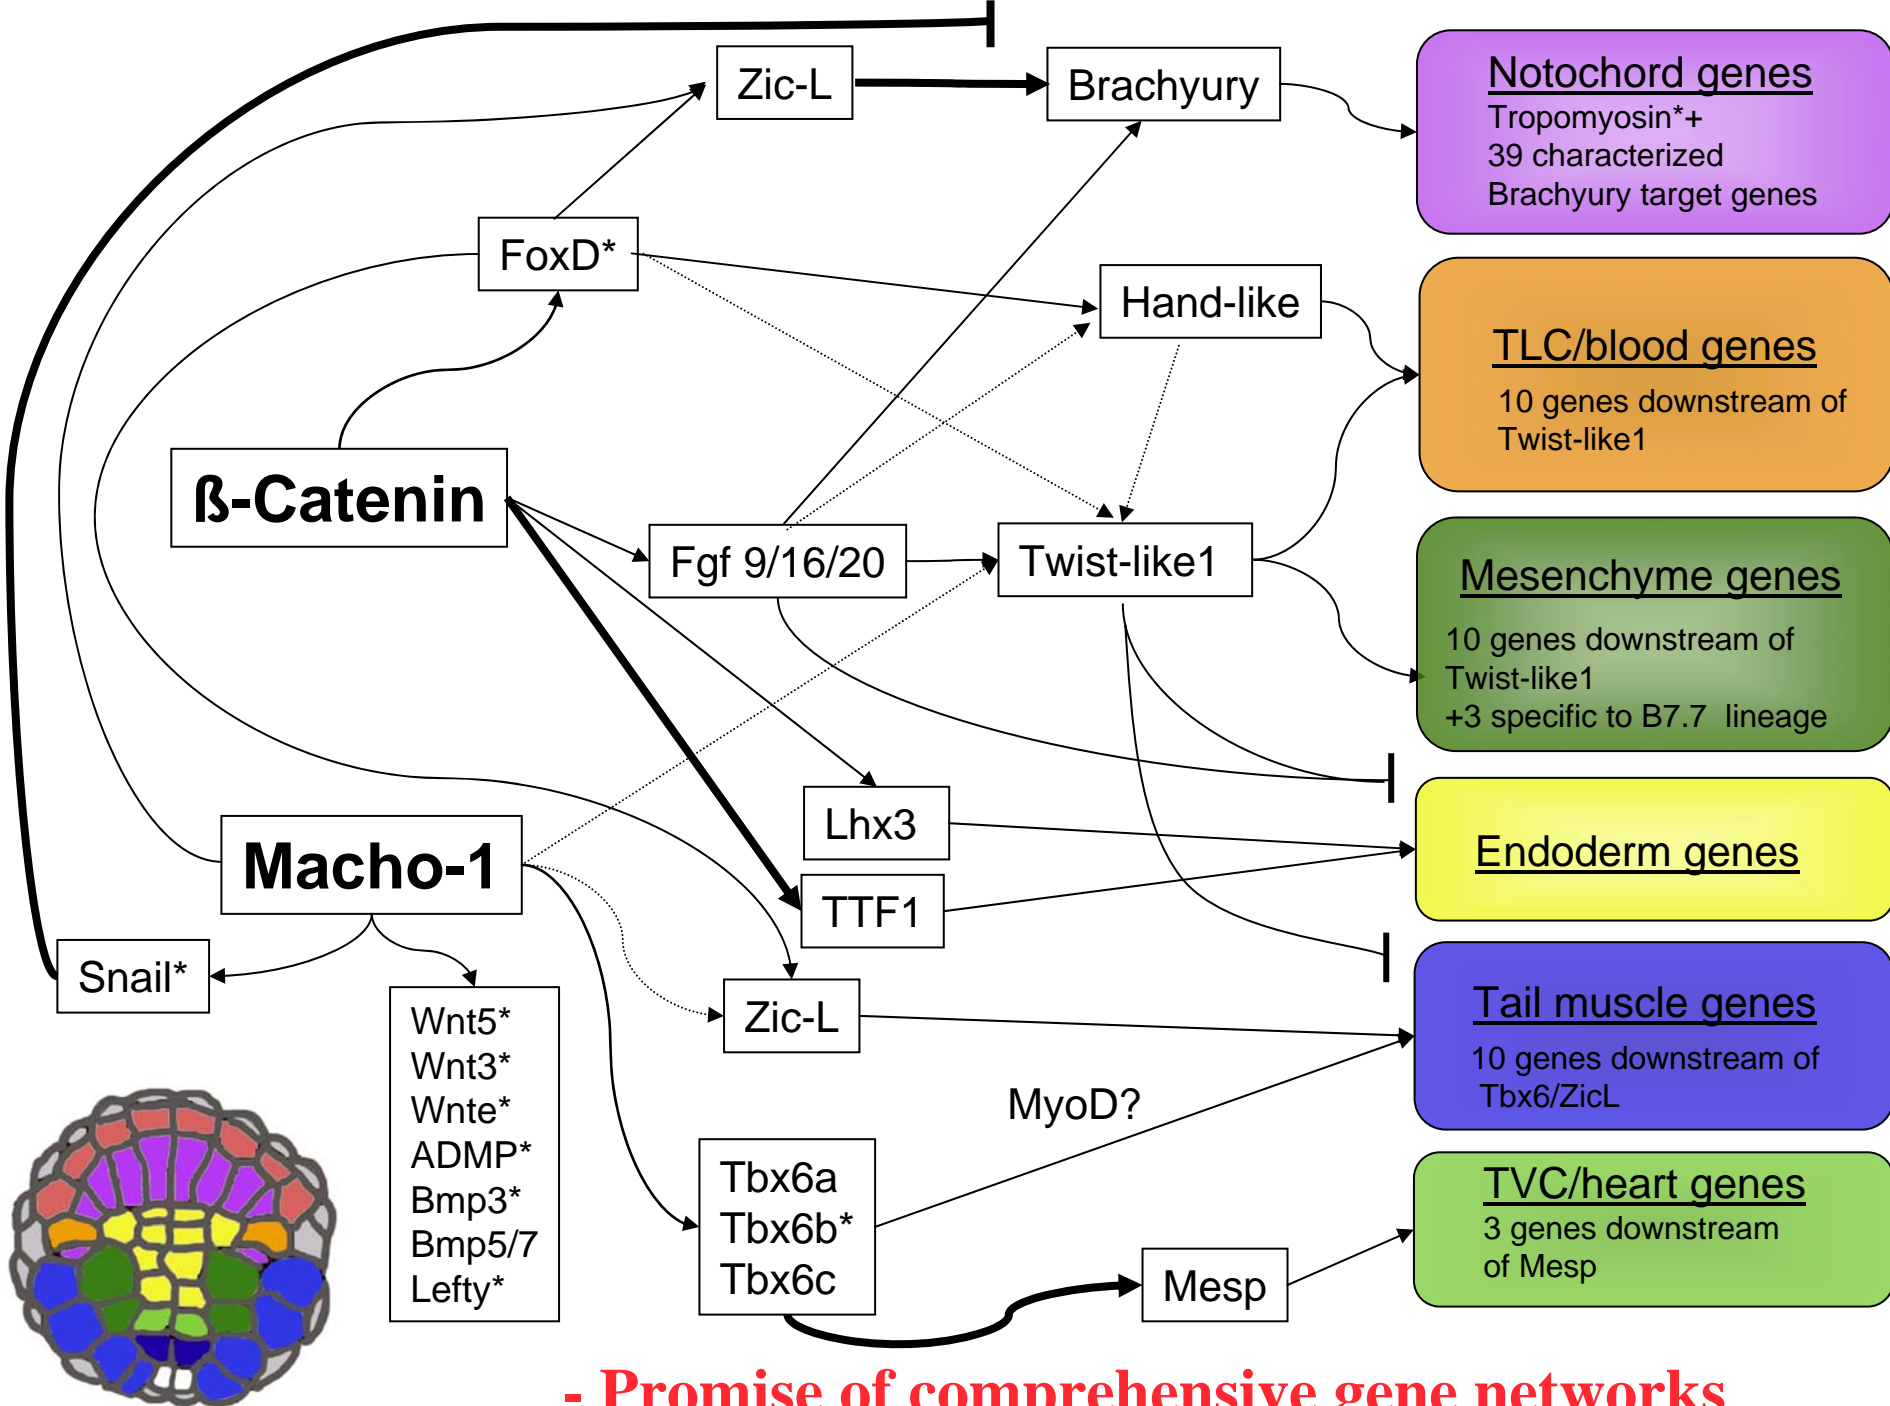 Zic-L
Brachyury
Notochord genes
Tropomyosin*+
39 characterized
Brachyury target genes
FoxD*
Hand-like
TLC/blood genes
10 genes downstream of
Twist-like1
ß-Catenin
Fgf 9/16/20
Twist-like1
Mesenchyme genes
10 genes downstream of
Twist-like1
+3 specific to B7.7 lineage
Lhx3
Endoderm genes
Macho-1
TTF1
Snail*
Zic-L
Tail muscle genes
10 genes downstream of
Tbx6/ZicL
Wnt5*
Wnt3*
Wnte*
ADMP*
Bmp3*
Bmp5/7
Lefty*
MyoD?
Tbx6a
Tbx6b*
Tbx6c
Mesp
TVC/heart genes
3 genes downstream
of Mesp
- Promise of comprehensive gene networks